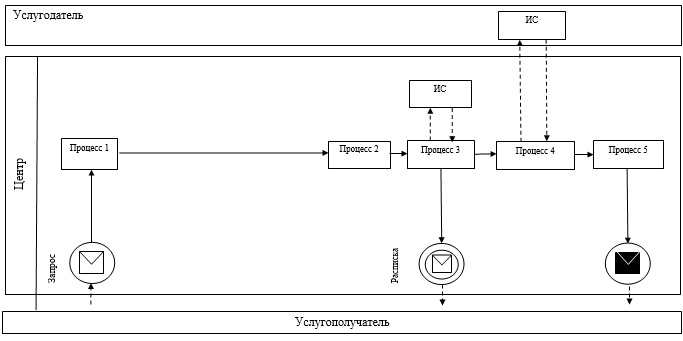 Услугодатель
ИС
Центр
ИС
Процесс 1
Процесс 2
Процесс 3
Процесс 4
Процесс 5
Запрос
Расписка
Услугополучатель